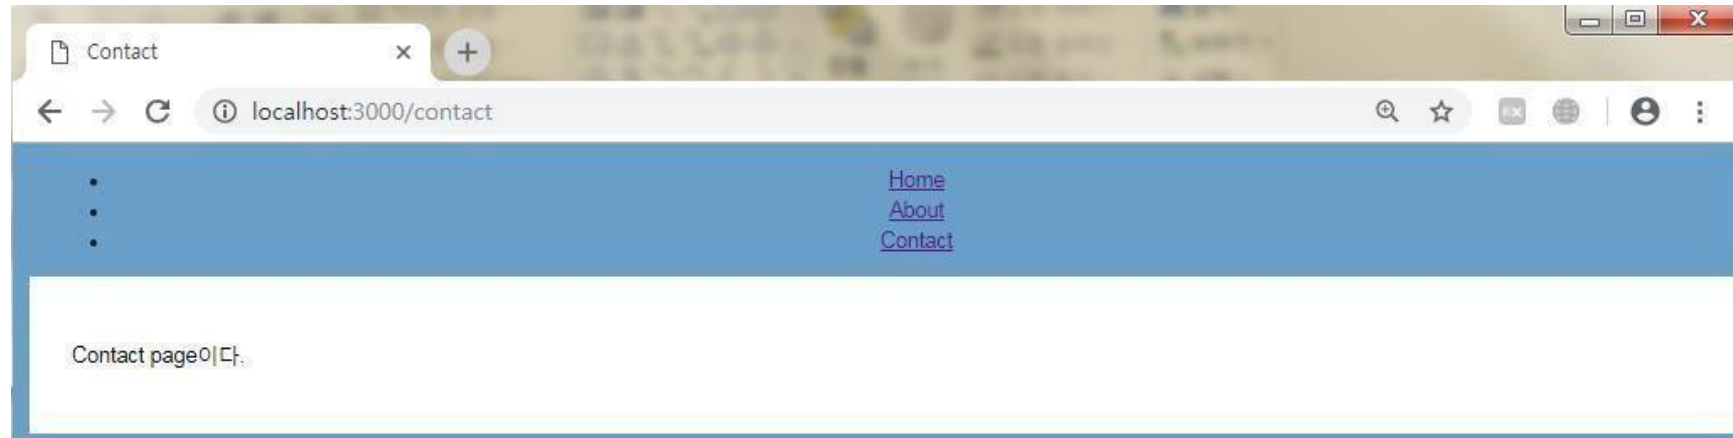 Contact
localhost:3000/contact
Home
About
Contact
Contact page이다.